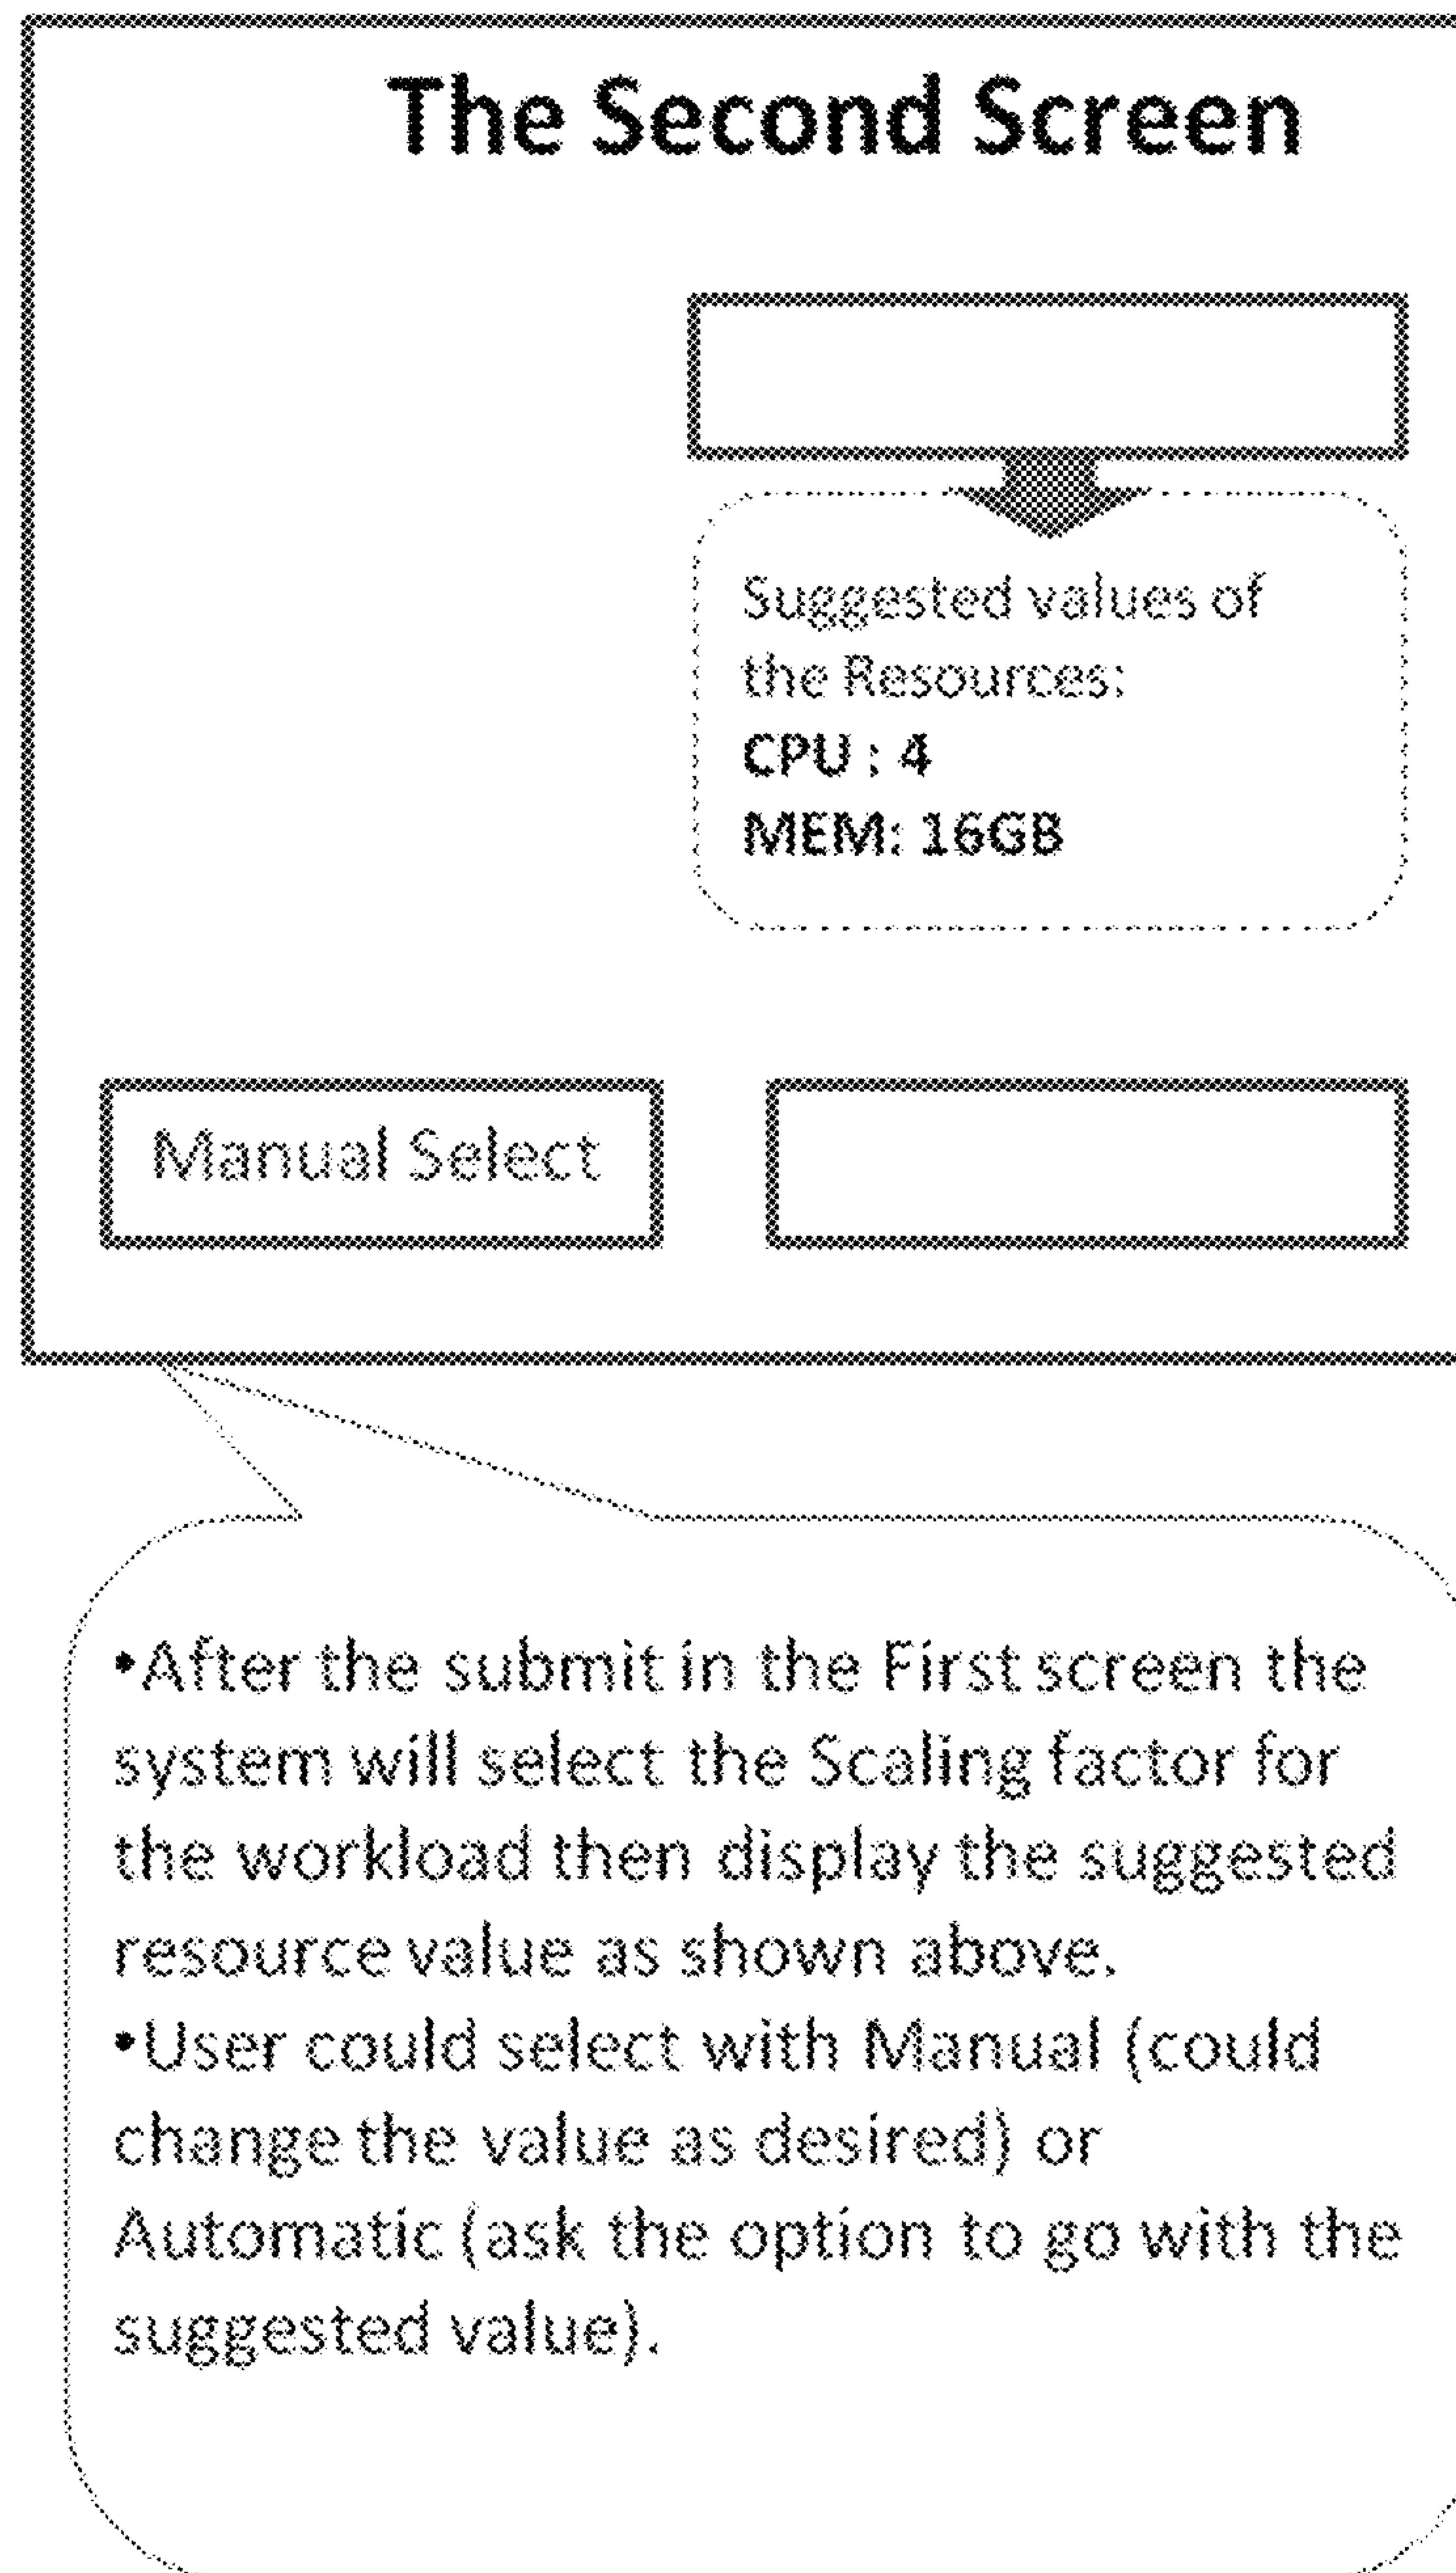 The Second Screen
Suggested values of
the Resources:
CPU : 4
MEM: 16GB
Manual Select
•After the submit in the First screen the
system will select the Scaling factor for
the workload then display the suggested
resource value as shown above.
•User could select with Manual (could
change the value as desired) or
Automatic (ask the option to go with the
suggested value).